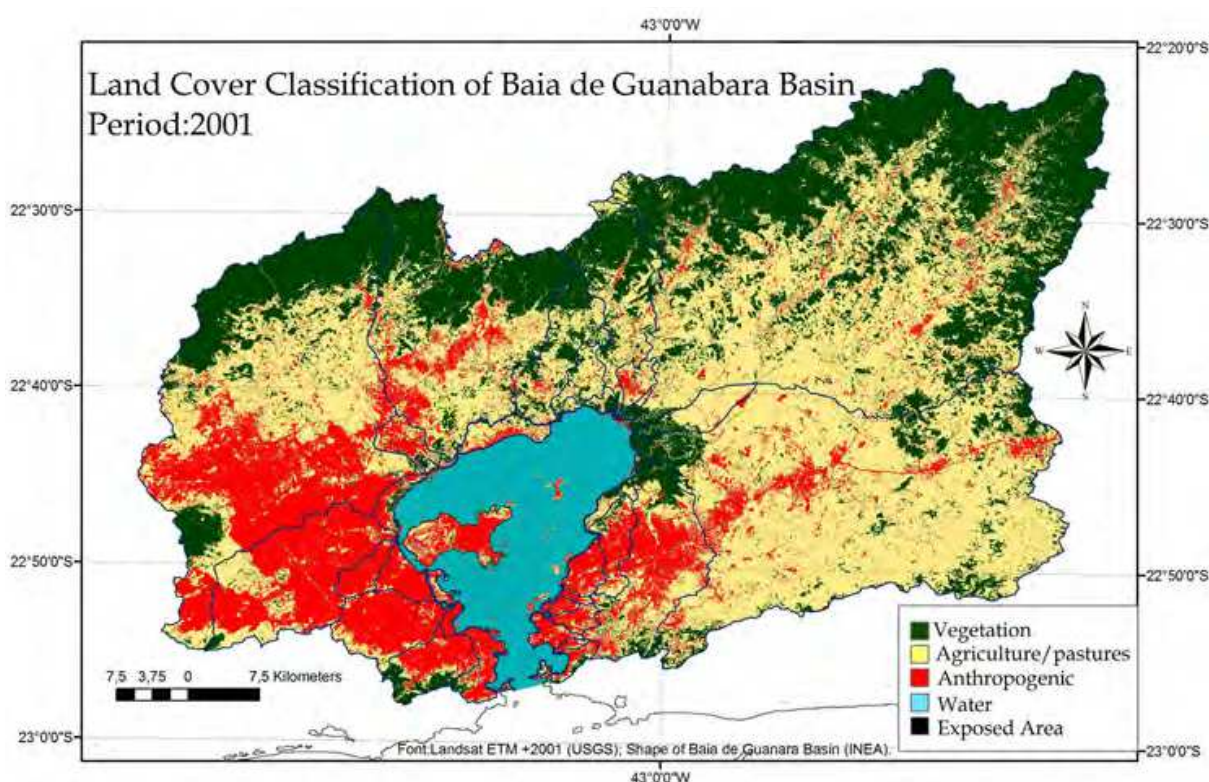 43°0'0"W
22°20'0"S
Land Cover Classification of Baia de Guanabara Basin
Period:2001
22°30'0"S
22°30'0"S
N
W
E
S
22°40'0"S
22°40'0"S
22°50'0"S
22°50'0"S
Vegetation
Agriculture/pastures
Anthropogenic
Water
Exposed Area
7,5 3,75 0 7,5 Kilometers
23°0'0"S
23°0'0"S
Font:Landsat ETM +2001 (USGS); Shape of Baia de Guanara Basin (INEA).
43°0'0"W